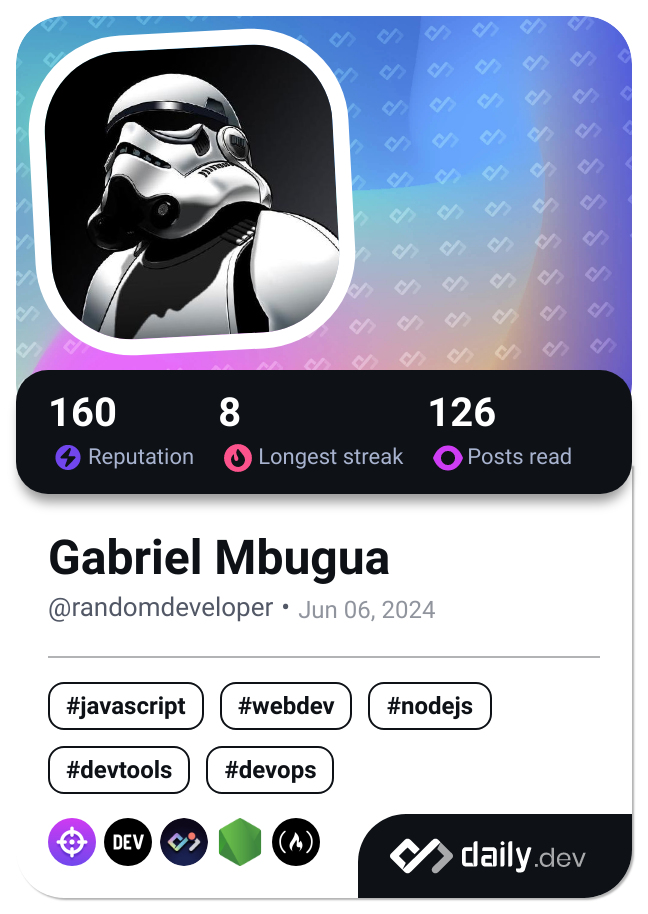 160 8 126
Reputation Longest streak Posts read
Gabriel Mbugua
@randomdeveloper • Jun 06, 2024
#javascript #webdev #nodejs
#devtools #devops
DEV
daily.dev